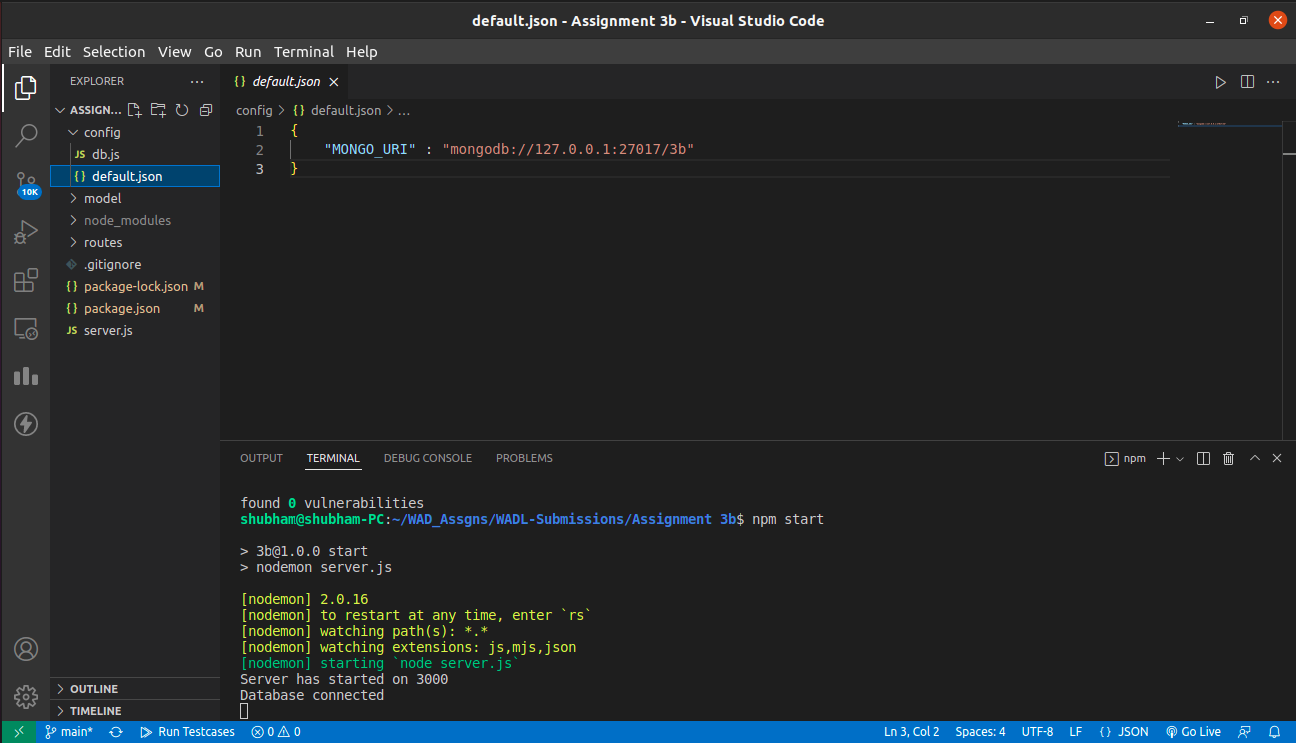 default.json - Assignment 3b - Visual Studio Code
File Edit Selection View Go Run Terminal Help
EXPLORER
ASSIGN...
config
JS db.js
{} default.json
model
node_modules
routes
.gitignore
{} package-lock.json M
{} package.json M
JS server.js
OUTLINE
TIMELINE
10K
{} default.json
config > {} default.json > ...
1 {
2 "MONGO_URI" : "mongodb://127.0.0.1:27017/3b"
3 }
OUTPUT TERMINAL DEBUG CONSOLE PROBLEMS
npm
found 0 vulnerabilities
shubham@shubham-PC:~/WAD_Assgns/WADL-Submissions/Assignment 3b$ npm start
> 3b@1.0.0 start
> nodemon server.js
[nodemon] 2.0.16
[nodemon] to restart at any time, enter `rs`
[nodemon] watching path(s): *.*
[nodemon] watching extensions: js,mjs,json
[nodemon] starting `node server.js`
Server has started on 3000
Database connected
main* Run Testcases 0 0 Ln 3, Col 2 Spaces: 4 UTF-8 LF {} JSON Go Live